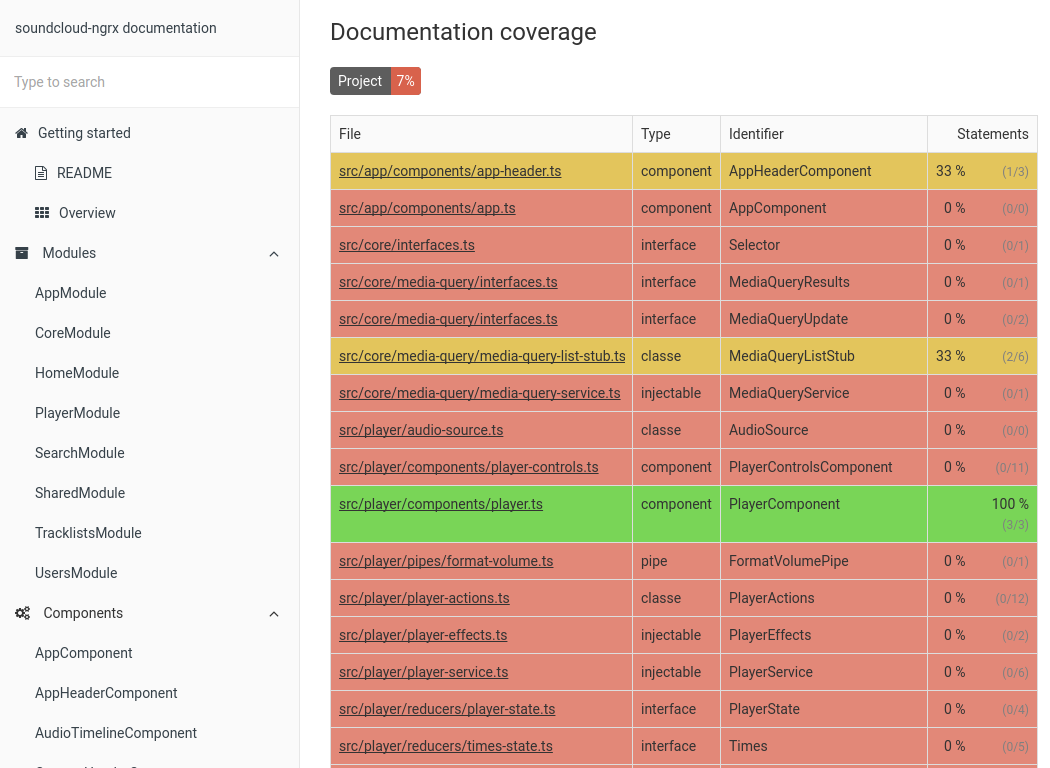 soundcloud-ngrx documentation
Type to search
Getting started
README
Overview
Modules
AppModule
CoreModule
HomeModule
PlayerModule
SearchModule
SharedModule
TracklistsModule
UsersModule
Components
AppComponent
AppHeaderComponent
AudioTimelineComponent
Documentation coverage
Project 7%
File Type Identifier Statements
src/app/components/app-header.ts component AppHeaderComponent 33 % (1/3)
src/app/components/app.ts component AppComponent 0 % (0/0)
src/core/interfaces.ts interface Selector 0 % (0/1)
src/core/media-query/interfaces.ts interface MediaQueryResults 0 % (0/1)
src/core/media-query/interfaces.ts interface MediaQueryUpdate 0 % (0/2)
src/core/media-query/media-query-list-stub.ts classe MediaQueryListStub 33 % (2/6)
src/core/media-query/media-query-service.ts injectable MediaQueryService 0 % (0/1)
src/player/audio-source.ts classe AudioSource 0 % (0/0)
src/player/components/player-controls.ts component PlayerControlsComponent 0 % (0/11)
src/player/components/player.ts component PlayerComponent 100 %
(3/3)
src/player/pipes/format-volume.ts pipe FormatVolumePipe 0 % (0/1)
src/player/player-actions.ts classe PlayerActions 0 % (0/12)
src/player/player-effects.ts injectable PlayerEffects 0 % (0/2)
src/player/player-service.ts injectable PlayerService 0 % (0/6)
src/player/reducers/player-state.ts interface PlayerState 0 % (0/4)
src/player/reducers/times-state.ts interface Times 0 % (0/5)